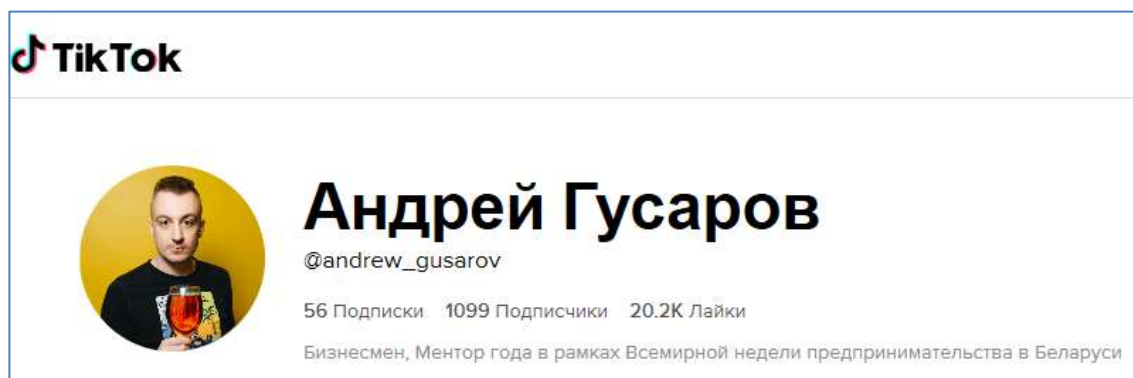 TikTok
Андрей Гусаров
@andrew_gusarov
56 Подписки 1099 Подписчики 20.2K Лайки
Бизнесмен, Ментор года в рамках Всемирной недели предпринимательства в Беларуси